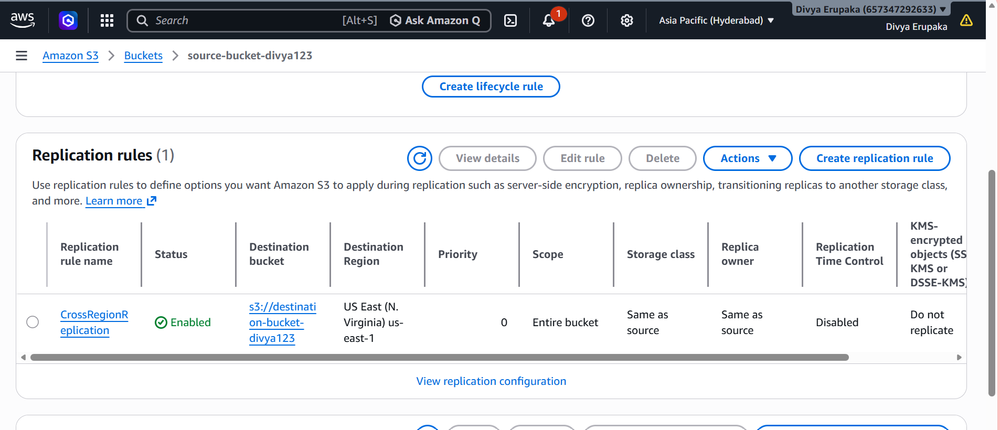 aws
Search [Alt+S] Ask Amazon Q
1
Asia Pacific (Hyderabad)
Divya Erupaka (657347292633)
Divya Erupaka
Amazon S3
Buckets
source-bucket-divya123
Create lifecycle rule
Replication rules (1)
View details
Edit rule
Delete
Actions
Create replication rule
Use replication rules to define options you want Amazon S3 to apply during replication such as server-side encryption, replica ownership, transitioning replicas to another storage class,
and more. Learn more
Replication
rule name
Status
Destination
bucket
Destination
Region
Priority
Scope
Storage class
Replica
owner
Replication
Time Control
KMS-
encrypted
objects (SS
KMS or
DSSE-KMS)
CrossRegionR
eplication
Enabled
s3://destinati
on-bucket-
divya123
US East (N.
Virginia) us-
east-1
0
Entire bucket
Same as
source
Same as
source
Disabled
Do not
replicate
View replication configuration